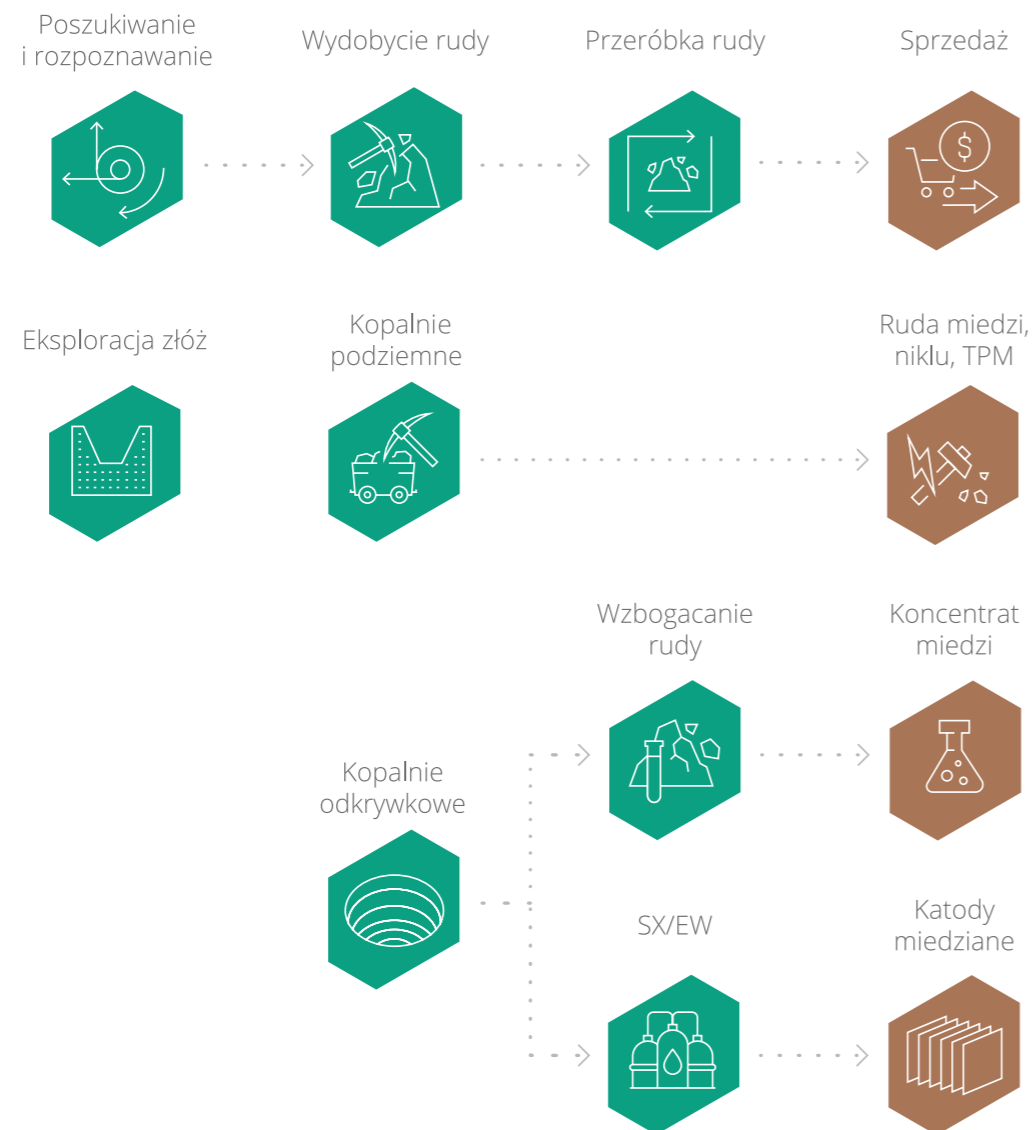 Poszukiwanie
i rozpoznawanie
Wydobycie rudy
Przeróbka rudy
Sprzedaż
$
Eksploracja złóż
Kopalnie
podziemne
Ruda miedzi,
niklu, TPM
Wzbogacanie
rudy
Koncentrat
miedzi
Kopalnie
odkrywkowe
SX/EW
Katody
miedziane